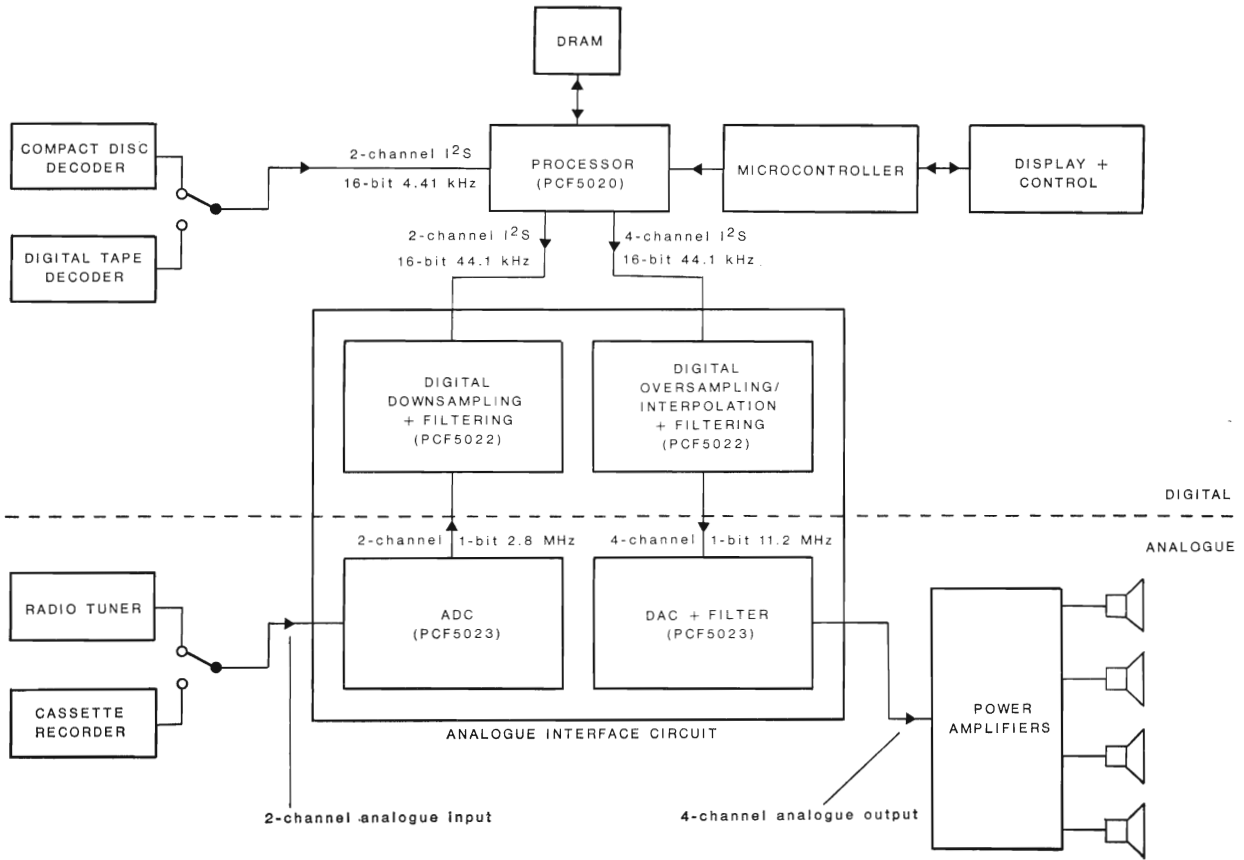 DRAM
COMPACT DISC
DECODER
2-channel I²S
16-bit 4.41 kHz
PROCESSOR
(PCF5020)
MICROCONTROLLER
DISPLAY +
CONTROL
DIGITAL TAPE
DECODER
2-channel I²S
16-bit 44.1 kHz
4-channel I²S
16-bit 44.1 kHz
DIGITAL
DOWNSAMPLING
+ FILTERING
(PCF5022)
DIGITAL
OVERSAMPLING/
INTERPOLATION
+ FILTERING
(PCF5022)
DIGITAL
ANALOGUE
2-channel 1-bit 2.8 MHz
4-channel 1-bit 11.2 MHz
RADIO TUNER
ADC
(PCF5023)
DAC + FILTER
(PCF5023)
CASSETTE
RECORDER
POWER
AMPLIFIERS
ANALOGUE INTERFACE CIRCUIT
2-channel analogue input
4-channel analogue output